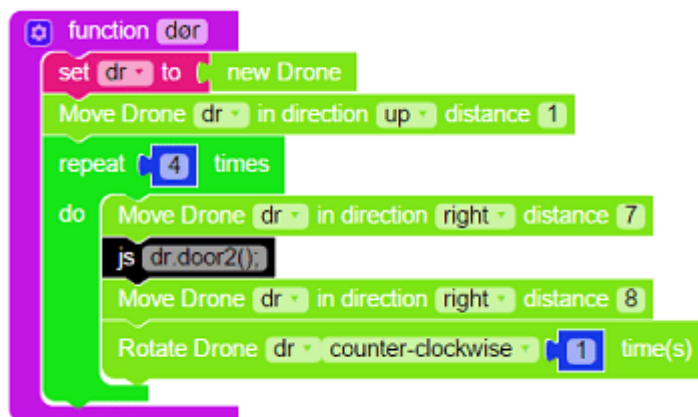 function dør
set dr to new Drone
Move Drone dr in direction up distance 1
repeat 4 times
do Move Drone dr in direction right distance 7
js dr.door2();
Move Drone dr in direction right distance 8
Rotate Drone dr counter-clockwise 1 time(s)